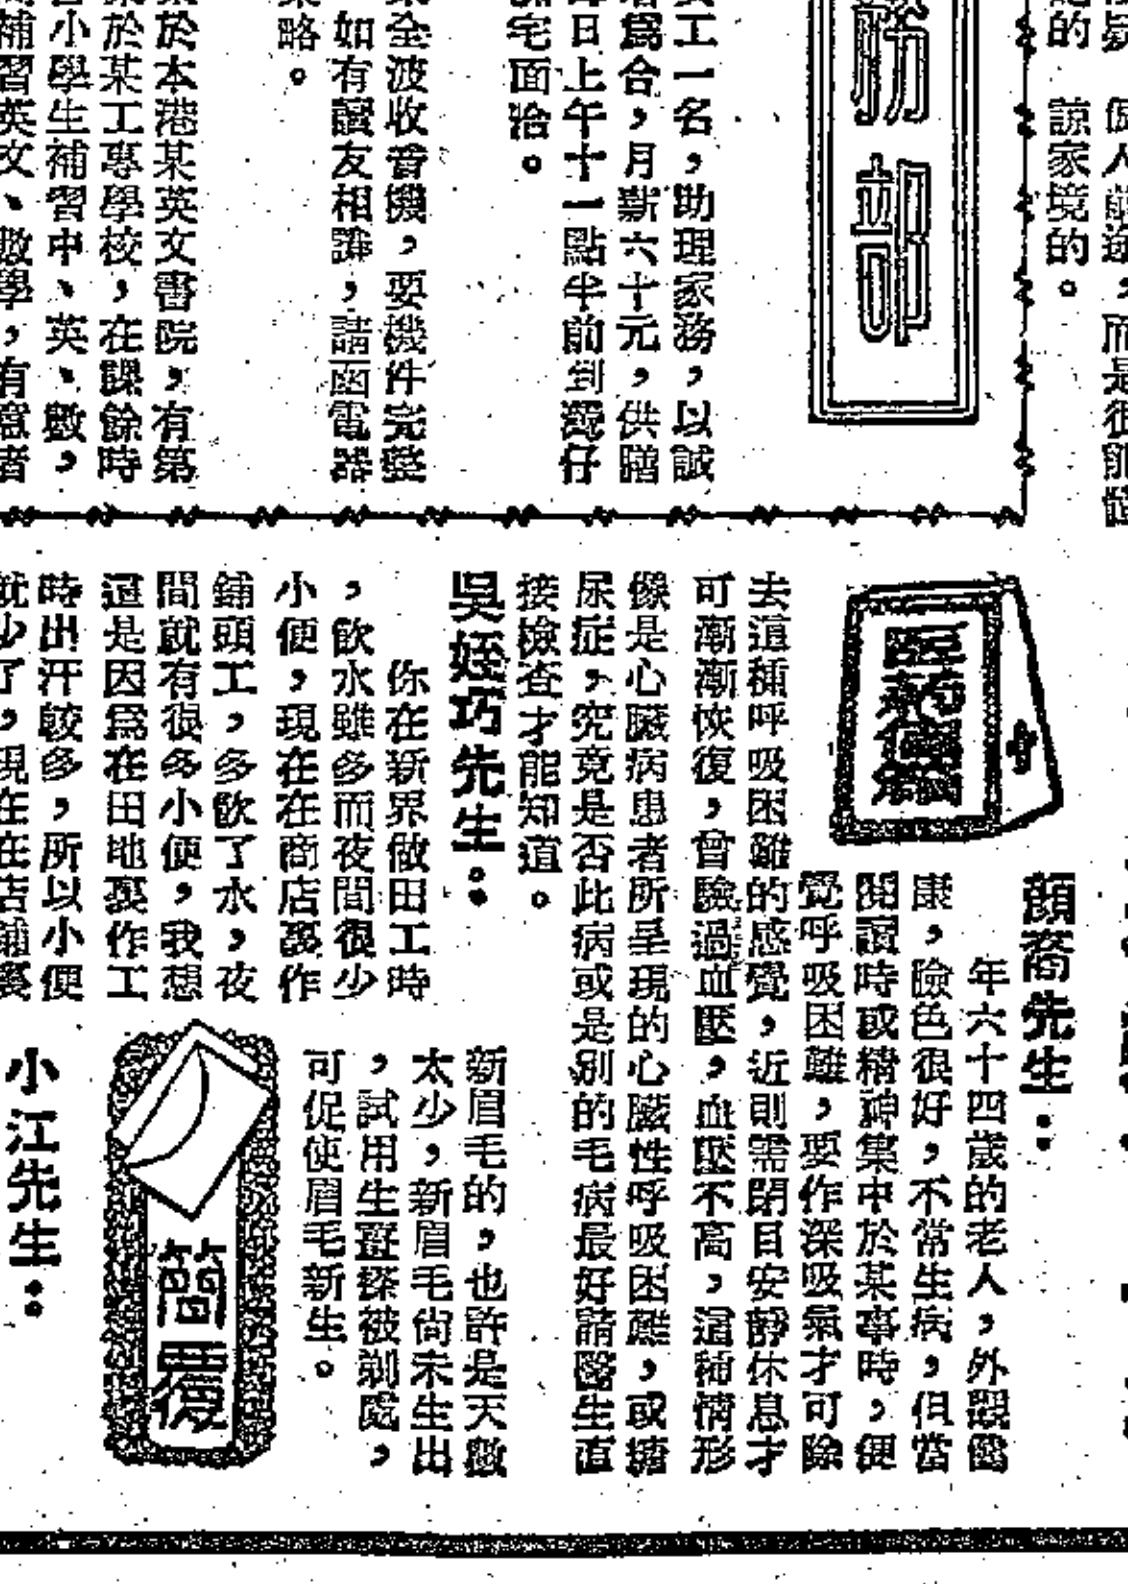 務部
工一名，助理家務，以誠
爲合，月薪六十元，供膳
日上午十一點半前到灣仔
宅面洽。
全波收音機，要機件完整
如有讀友相讓，請函電器
略。
於本港某英文書院，有第
於某工專學校，在課餘時
小學生補習中、英、數，
補習英文、數學，有意者
諒家境的。
醫藥信箱
顏裔先生：
年六十四歲的老人，外觀健
康，臉色很好，不常生病，但當
閱讀時或精神集中於某事時，便
覺呼吸困難，要作深吸氣才可除
去這種呼吸困難的感覺，近則需閉目安靜休息才
可漸漸恢復，曾驗過血壓，血壓不高，這種情形
像是心臟病患者所呈現的心臟性呼吸困難，或糖
尿症，究竟是否此病或是別的毛病最好請醫生直
接檢查才能知道。
吳姪巧先生：
你在新界做田工時
，飲水雖多而夜間很少
小便，現在在商店裏作
鋪頭工，多飲了水，夜
間就有很多小便，我想
這是因爲在田地裏作工
時出汗較多，所以小便
就少了，現在在店鋪裏
新眉毛的，也許是天數
太少，新眉毛尚未生出
，試用生薑搽被剃處，
可促使眉毛新生。
簡覆
小江先生：